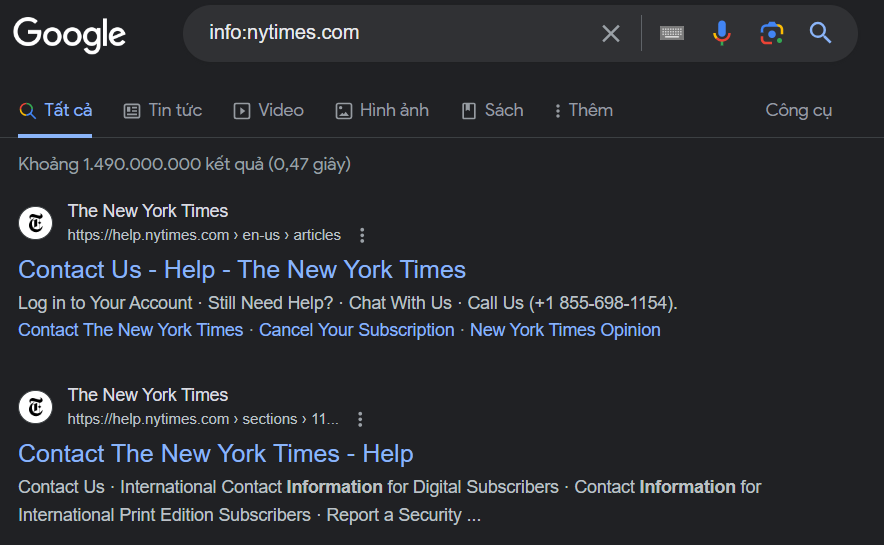 Google
info:nytimes.com
Tất cả Tin tức Video Hình ảnh Sách Thêm Công cụ
Khoảng 1.490.000.000 kết quả (0,47 giây)
The New York Times
https://help.nytimes.com › en-us › articles
Contact Us - Help - The New York Times
Log in to Your Account · Still Need Help? · Chat With Us · Call Us (+1 855-698-1154).
Contact The New York Times · Cancel Your Subscription · New York Times Opinion
The New York Times
https://help.nytimes.com › sections › 11...
Contact The New York Times - Help
Contact Us · International Contact Information for Digital Subscribers · Contact Information for
International Print Edition Subscribers · Report a Security ...